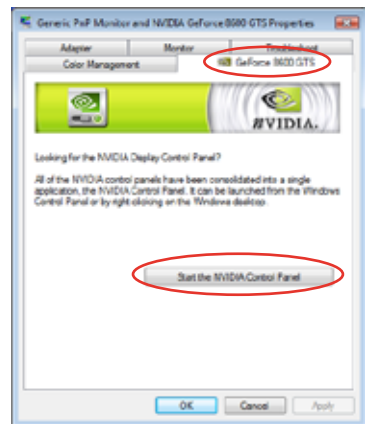 Generic PnP Monitor and NVIDIA GeForce 8600 GTS Properties
Adapter Monitor Troubleshoot
Color Management GeForce 8600 GTS
NVIDIA.
Looking for the NVIDIA Display Control Panel?
All of the NVIDIA control panels have been consolidated into a single
application, the NVIDIA Control Panel. It can be launched from the Windows
Control Panel or by right clicking on the Windows desktop.
Start the NVIDIA Control Panel
OK Cancel Apply